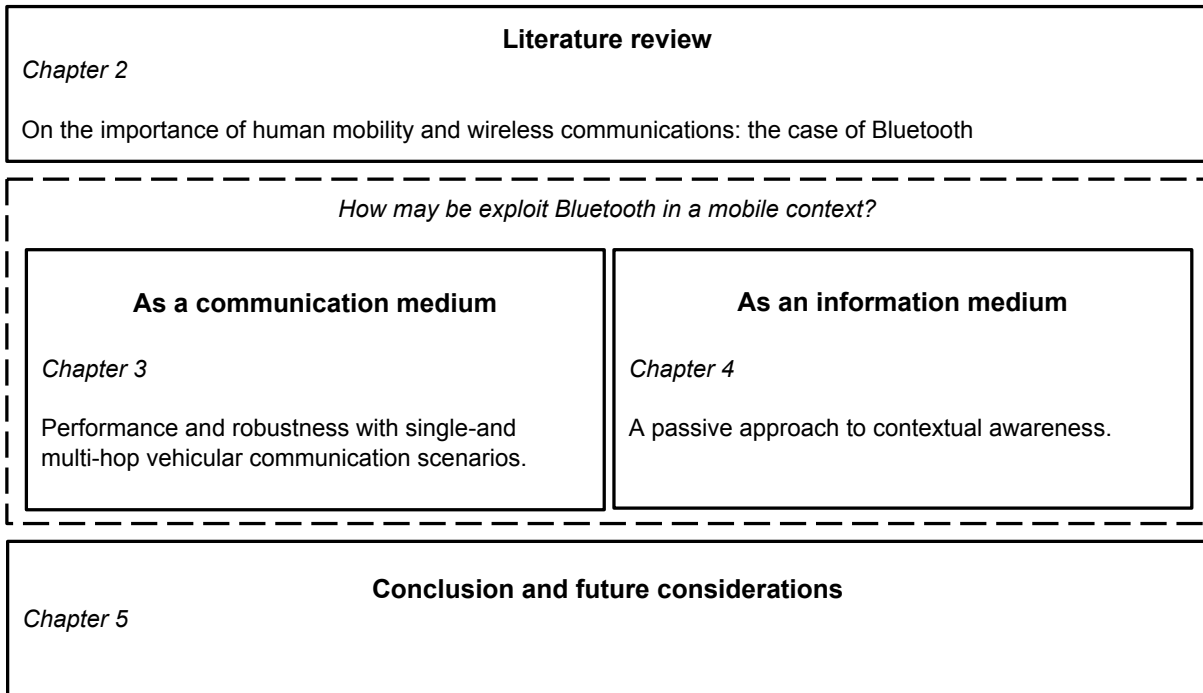 Literature review
Chapter 2
On the importance of human mobility and wireless communications: the case of Bluetooth
How may be exploit Bluetooth in a mobile context?
As a communication medium
Chapter 3
Performance and robustness with single-and
multi-hop vehicular communication scenarios.
As an information medium
Chapter 4
A passive approach to contextual awareness.
Conclusion and future considerations
Chapter 5